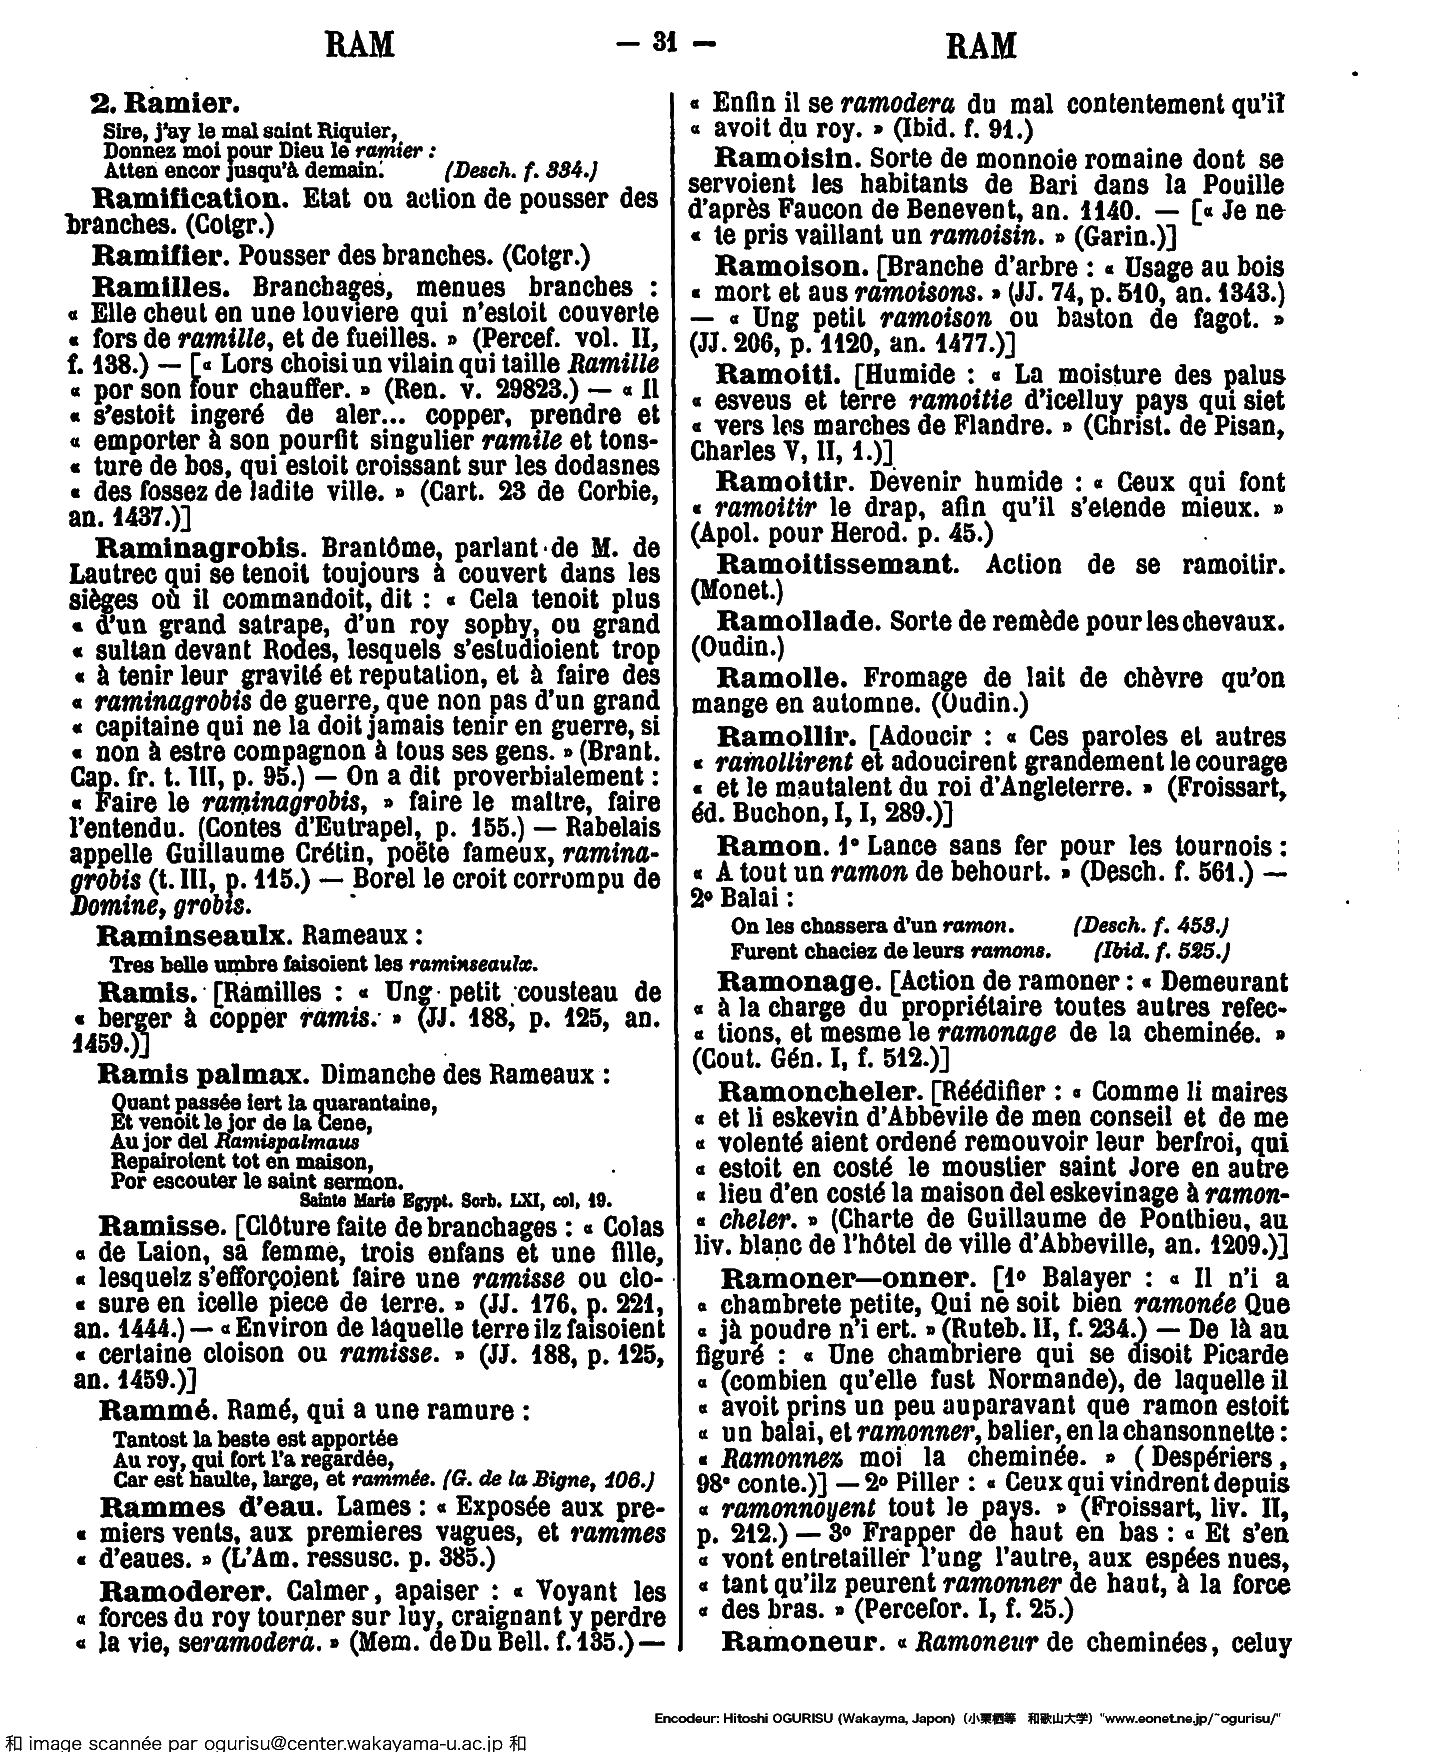 RAM — 31 — RAM
2. Ramier.
Sire, j'ay le mal saint Riquier,
Donnez moi pour Dieu le ramier :
Atten encor jusqu'à demain. (Desch. f. 334.)
Ramification. Etat ou action de pousser des
branches. (Cotgr.)
Ramifier. Pousser des branches. (Cotgr.)
Ramilles. Branchages, menues branches :
« Elle cheut en une louviere qui n'estoit couverte
« fors de ramille, et de fueilles. » (Percef. vol. II,
f. 138.) — [« Lors choisi un vilain qui taille Ramille
« por son four chauffer. » (Ren. v. 29823.) — « Il
« s'estoit ingeré de aler... copper, prendre et
« emporter à son pourfit singulier ramile et tons-
« ture de bos, qui estoit croissant sur les dodasnes
« des fossez de ladite ville. » (Cart. 23 de Corbie,
an. 1437.)]
Raminagrobis. Brantôme, parlant de M. de
Lautrec qui se tenoit toujours à couvert dans les
sièges où il commandoit, dit : « Cela tenoit plus
« d'un grand satrape, d'un roy sophy, ou grand
« sultan devant Rodes, lesquels s'estudioient trop
« à tenir leur gravité et reputation, et à faire des
« raminagrobis de guerre, que non pas d'un grand
« capitaine qui ne la doit jamais tenir en guerre, si
« non à estre compagnon à tous ses gens. » (Brant.
Cap. fr. t. III, p. 95.) — On a dit proverbialement :
« Faire le raminagrobis, » faire le maître, faire
l'entendu. (Contes d'Eutrapel, p. 155.) — Rabelais
appelle Guillaume Crétin, poëte fameux, ramina-
grobis (t. III, p. 115.) — Borel le croit corrompu de
Domine, grobis.
Raminseaulx. Rameaux :
Tres belle umbre faisoient les raminseaulx.
Ramis. [Ramilles : « Ung petit cousteau de
« berger à copper ramis. » (JJ. 188, p. 125, an.
1459.)]
Ramis palmax. Dimanche des Rameaux :
Quant passée iert la quarantaine,
Et venoit le jor de la Cene,
Au jor del Ramispalmaus
Repairoient tot en maison,
Por escouter le saint sermon.
Sainte Marie Egypt. Sorb. LXI, col, 19.
Ramisse. [Clôture faite de branchages : « Colas
« de Laion, sa femme, trois enfans et une fille,
« lesquelz s'efforçoient faire une ramisse ou clo-
« sure en icelle piece de terre. » (JJ. 176, p. 221,
an. 1444.) — « Environ de laquelle terre ilz faisoient
« certaine cloison ou ramisse. » (JJ. 188, p. 125,
an. 1459.)]
Rammé. Ramé, qui a une ramure :
Tantost la beste est apportée
Au roy, qui fort l'a regardée,
Car est haulte, large, et rammée. (G. de la Bigne, 106.)
Rammes d'eau. Lames : « Exposée aux pre-
« miers vents, aux premieres vagues, et rammes
« d'eaues. » (L'Am. ressusc. p. 385.)
Ramoderer. Calmer, apaiser : « Voyant les
« forces du roy tourner sur luy, craignant y perdre
« la vie, se ramodera. » (Mem. de Du Bell. f. 135.) —
« Enfin il se ramodera du mal contentement qu'il
« avoit du roy. » (Ibid. f. 91.)
Ramoisin. Sorte de monnoie romaine dont se
servoient les habitants de Bari dans la Pouille
d'après Faucon de Benevent, an. 1140. — [« Je ne
« te pris vaillant un ramoisin. » (Garin.)]
Ramoison. [Branche d'arbre : « Usage au bois
« mort et aus ramoisons. » (JJ. 74, p. 510, an. 1343.)
— « Ung petit ramoison ou baston de fagot. »
(JJ. 206, p. 1120, an. 1477.)]
Ramoiti. [Humide : « La moisture des palus
« esveus et terre ramoitie d'icelluy pays qui siet
« vers les marches de Flandre. » (Christ. de Pisan,
Charles V, II, 1.)]
Ramoitir. Devenir humide : « Ceux qui font
« ramoitir le drap, afin qu'il s'etende mieux. »
(Apol. pour Herod. p. 45.)
Ramoitissemant. Action de se ramoitir.
(Monet.)
Ramollade. Sorte de remède pour les chevaux.
(Oudin.)
Ramolle. Fromage de lait de chèvre qu'on
mange en automne. (Oudin.)
Ramollir. [Adoucir : « Ces paroles et autres
« ramollirent et adoucirent grandement le courage
« et le mautalent du roi d'Angleterre. » (Froissart,
éd. Buchon, I, I, 289.)]
Ramon. 1° Lance sans fer pour les tournois :
« A tout un ramon de behourt. » (Desch. f. 561.) —
2° Balai :
On les chassera d'un ramon. (Desch. f. 453.)
Furent chaciez de leurs ramons. (Ibid. f. 525.)
Ramonage. [Action de ramoner : « Demeurant
« à la charge du propriétaire toutes autres refec-
« tions, et mesme le ramonage de la cheminée. »
(Cout. Gén. I, f. 512.)]
Ramoncheler. [Réédifier : « Comme li maires
« et li eskevin d'Abbevile de men conseil et de me
« volenté aient ordené remouvoir leur berfroi, qui
« estoit en costé le moustier saint Jore en autre
« lieu d'en costé la maison del eskevinage à ramon-
« cheler. » (Charte de Guillaume de Ponthieu, au
liv. blanc de l'hôtel de ville d'Abbeville, an. 1209.)]
Ramoner—onner. [1° Balayer : « Il n'i a
« chambrete petite, Qui ne soit bien ramonée Que
« jà poudre n'i ert. » (Ruteb. II, f. 234.) — De là au
figuré : « Une chambriere qui se disoit Picarde
« (combien qu'elle fust Normande), de laquelle il
« avoit prins un peu auparavant que ramon estoit
« un balai, et ramonner, balier, en la chansonnette :
« Ramonnez moi la cheminée. » (Despériers,
98e conte.)] — 2° Piller : « Ceux qui vindrent depuis
« ramonnoyent tout le pays. » (Froissart, liv. II,
p. 212.) — 3° Frapper de haut en bas : « Et s'en
« vont entretailler l'ung l'autre, aux espées nues,
« tant qu'ilz peurent ramonner de haut, à la force
« des bras. » (Percefor. I, f. 25.)
Ramoneur. « Ramoneur de cheminées, celuy
Encodeur: Hitoshi OGURISU (Wakayma, Japon) (小栗栖等 和歌山大学) "www.eonet.ne.jp/~ogurisu/"
和 image scannée par ogurisu@center.wakayama-u.ac.jp 和